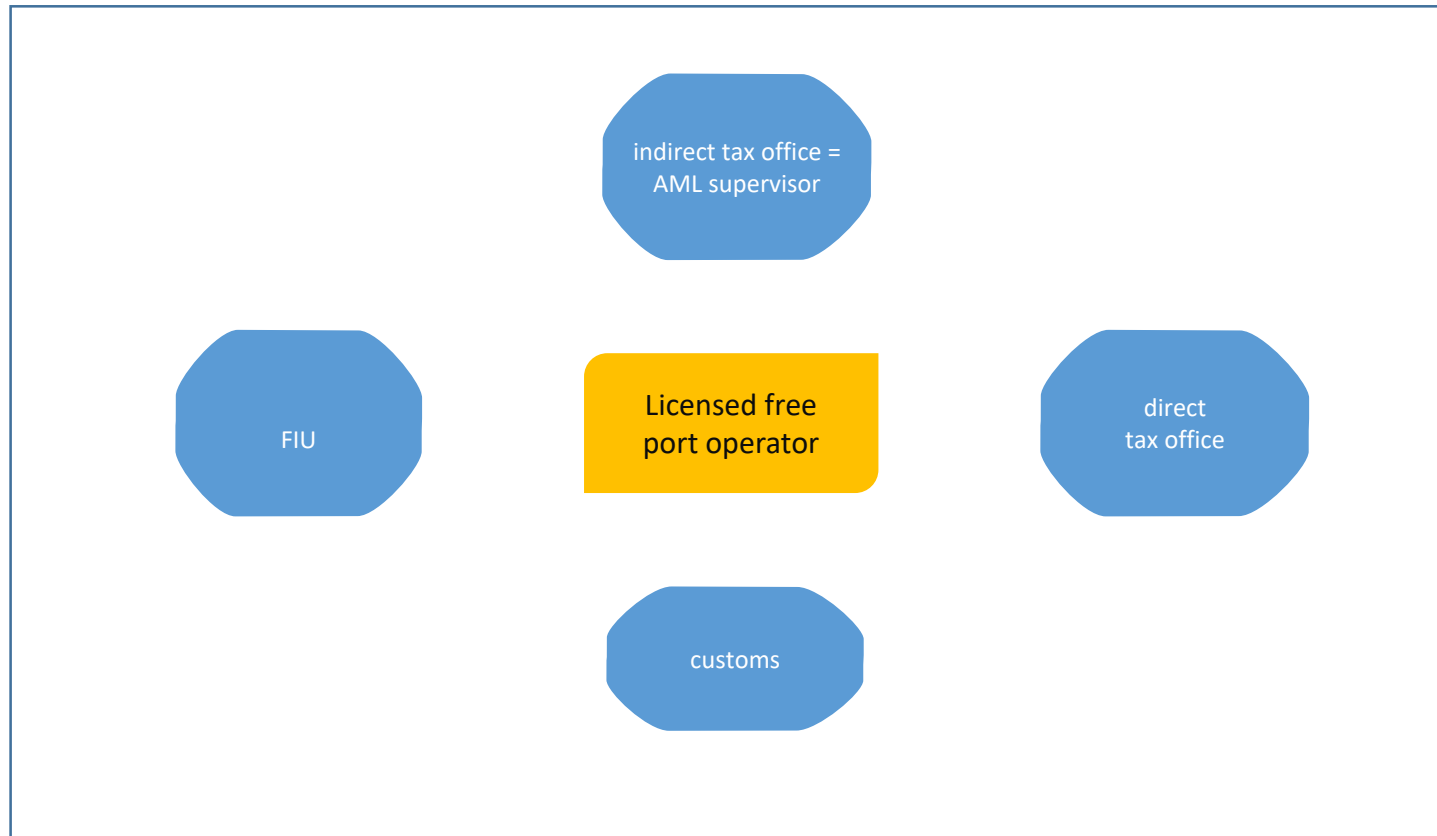 indirect tax office =
AML supervisor
FIU
Licensed free
port operator
direct
tax office
customs